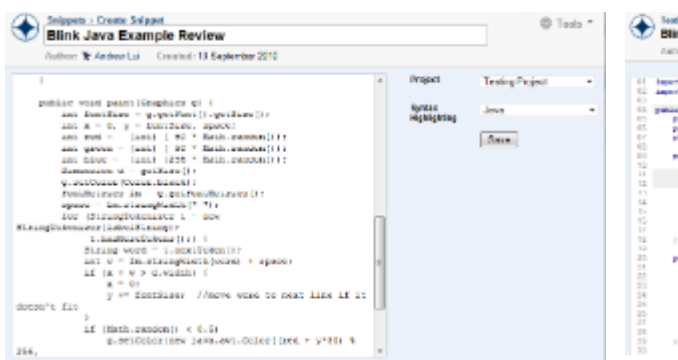 Snippets > Create Snippet
Blink Java Example Review
Tools
Author: Andrew Lui Created: 13 September 2010
Project
Testing Project
Syntax
Highlighting
Java
Save
}
public void paint(Graphics g) {
int fontSize = g.getFont().getSize();
int x = 0, y = fontSize, space;
int red = (int) ( 50 * Math.random());
int green = (int) ( 50 * Math.random());
int blue = (int) (256 * Math.random());
Dimension d = getSize();
g.setColor(Color.black);
FontMetrics fm = g.getFontMetrics();
space = fm.stringWidth(" ");
for (StringTokenizer t = new
StringTokenizer(labelString);
t.hasMoreTokens();) {
String word = t.nextToken();
int w = fm.stringWidth(word) + space;
if (x + w > d.width) {
x = 0;
y += fontSize; //move word to next line if it
doesn't fit
}
if (Math.random() < 0.5)
g.setColor(new java.awt.Color((red + y*30) %
256,